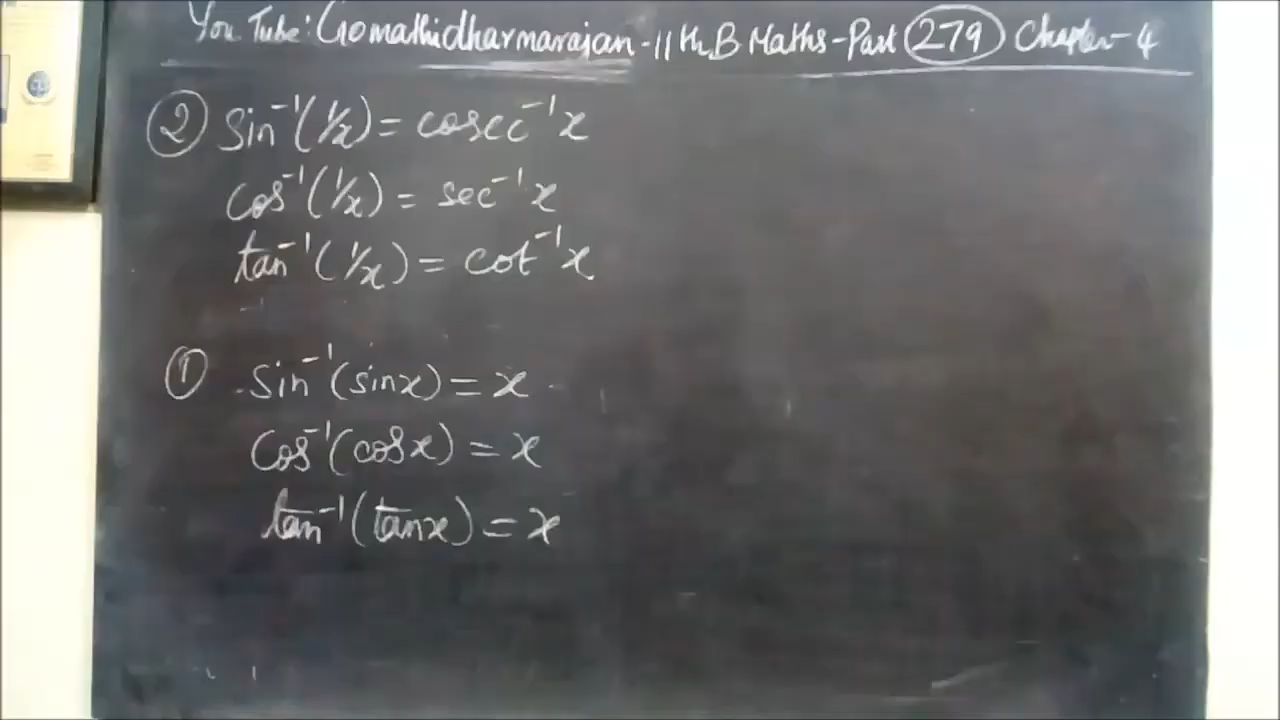 You Tube: Gomathidharmarajan - 11th B Maths - Part 279 Chapter - 4
② Sin⁻¹(1/x) = cosec⁻¹x
cos⁻¹(1/x) = sec⁻¹x
tan⁻¹(1/x) = cot⁻¹x
① Sin⁻¹(sinx) = x
Cos⁻¹(cosx) = x
tan⁻¹(tanx) = x